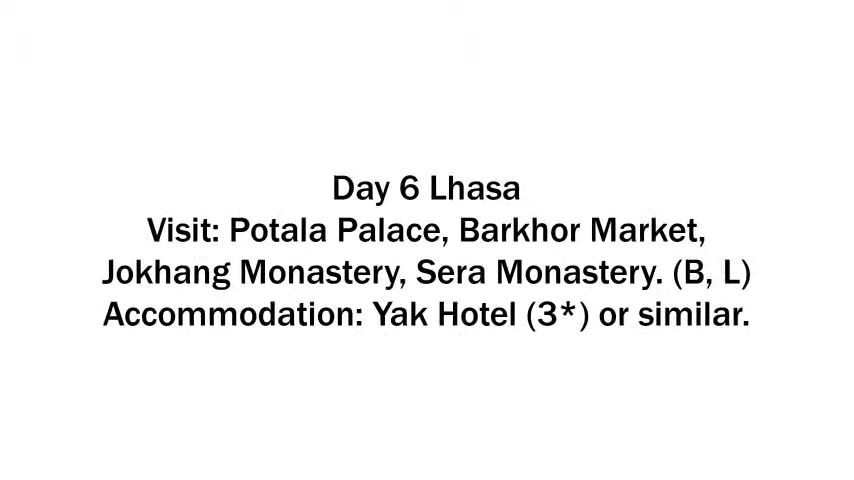 Day 6 Lhasa
Visit: Potala Palace, Barkhor Market,
Jokhang Monastery, Sera Monastery. (B, L)
Accommodation: Yak Hotel (3*) or similar.